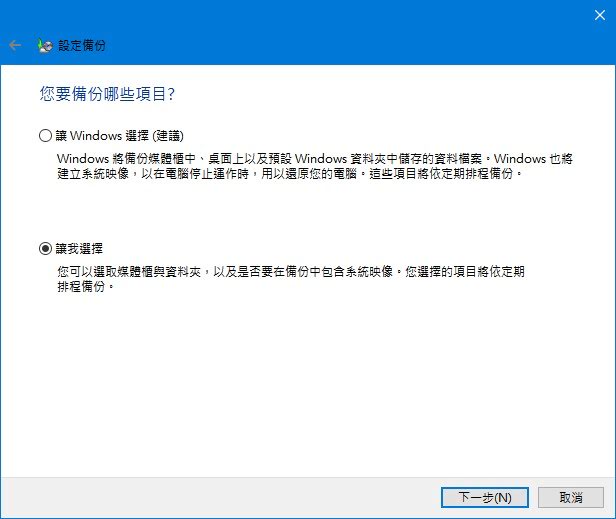 設定備份
您要備份哪些項目?
讓 Windows 選擇 (建議)
Windows 將備份媒體櫃中、桌面上以及預設 Windows 資料夾中儲存的資料檔案。Windows 也將
建立系統映像，以在電腦停止運作時，用以還原您的電腦。這些項目將依定期排程備份。
讓我選擇
您可以選取媒體櫃與資料夾，以及是否要在備份中包含系統映像。您選擇的項目將依定期
排程備份。
下一步(N)
取消